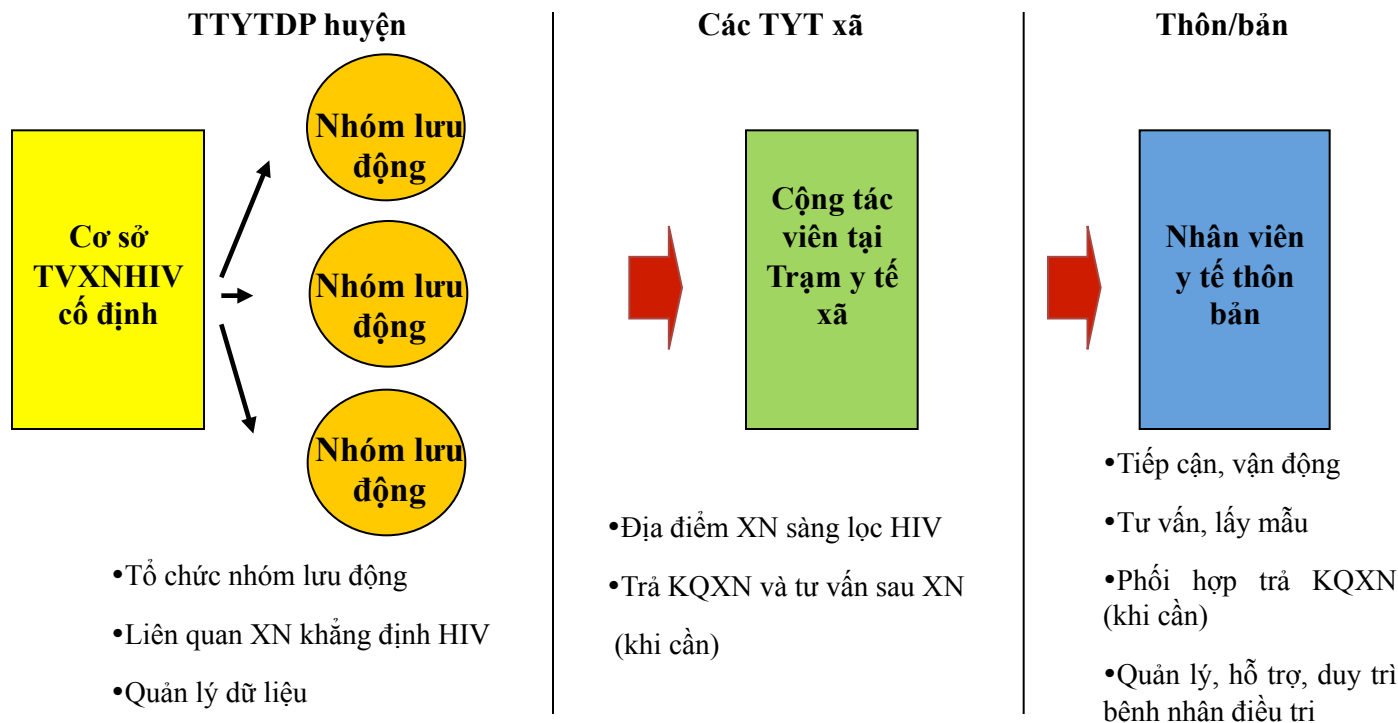 TTYTDP huyện
Cơ sở
TVXNHIV
cố định
Nhóm lưu
động
Nhóm lưu
động
Nhóm lưu
động
•Tổ chức nhóm lưu động
•Liên quan XN khẳng định HIV
•Quản lý dữ liệu
Các TYT xã
Cộng tác
viên tại
Trạm y tế
xã
•Địa điểm XN sàng lọc HIV
•Trả KQXN và tư vấn sau XN
(khi cần)
Thôn/bản
Nhân viên
y tế thôn
bản
•Tiếp cận, vận động
•Tư vấn, lấy mẫu
•Phối hợp trả KQXN
(khi cần)
•Quản lý, hỗ trợ, duy trì
bệnh nhân điều trị